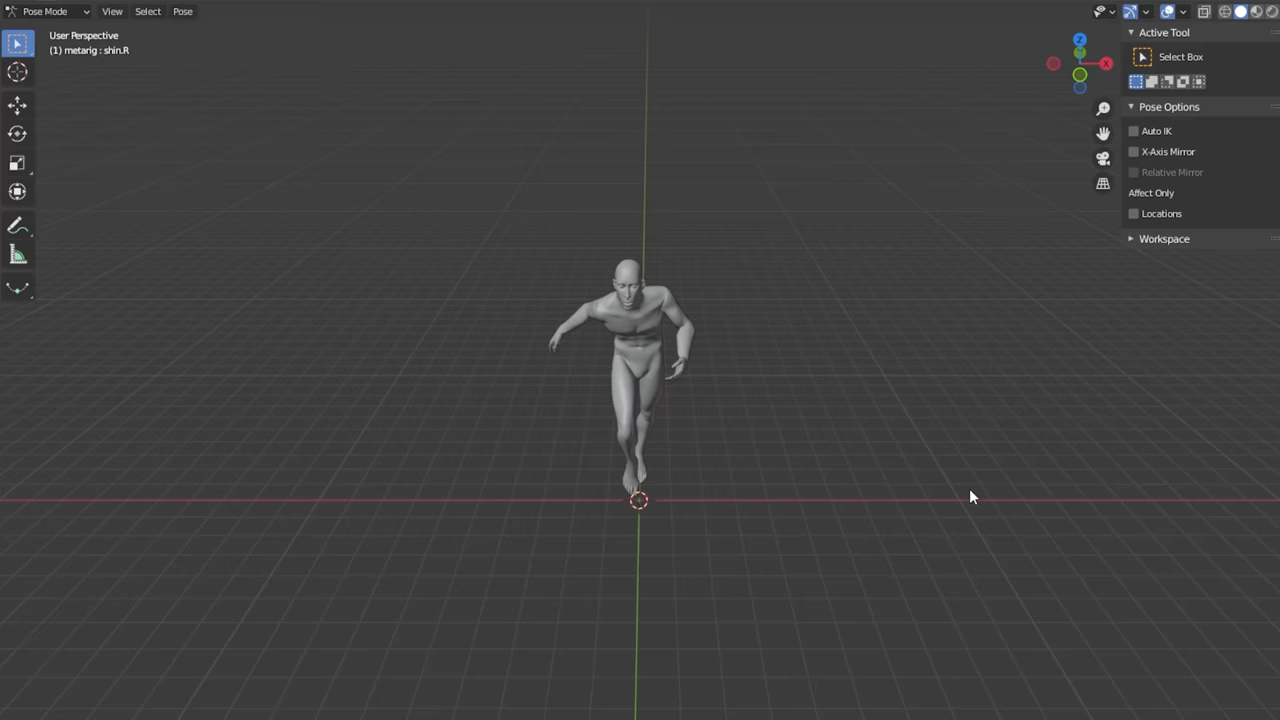 Pose Mode View Select Pose
User Perspective
(1) metarig : shin.R
Z
X
Active Tool
Select Box
Pose Options
Auto IK
X-Axis Mirror
Relative Mirror
Affect Only
Locations
Workspace